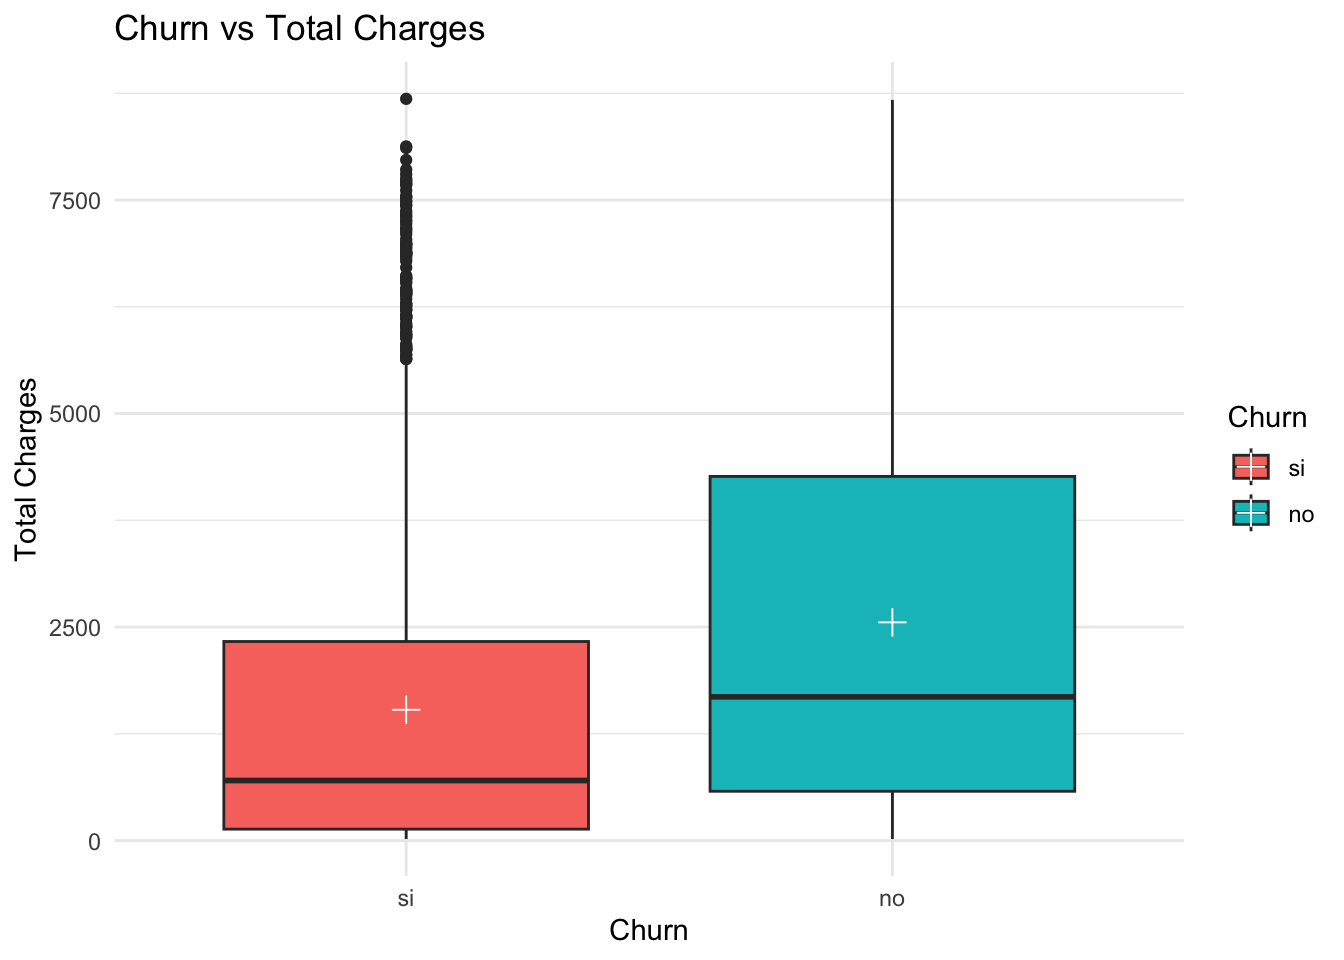 Churn vs Total Charges
Total Charges
7500
5000
2500
0
si
no
Churn
Churn
si
no